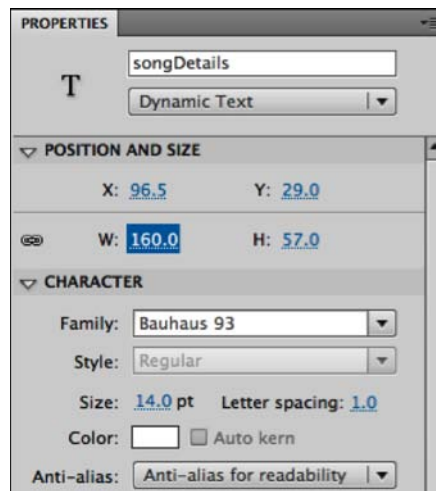 PROPERTIES
songDetails
T
Dynamic Text
POSITION AND SIZE
X: 96.5 Y: 29.0
W: 160.0 H: 57.0
CHARACTER
Family: Bauhaus 93
Style: Regular
Size: 14.0 pt Letter spacing: 1.0
Color: Auto kern
Anti-alias: Anti-alias for readability